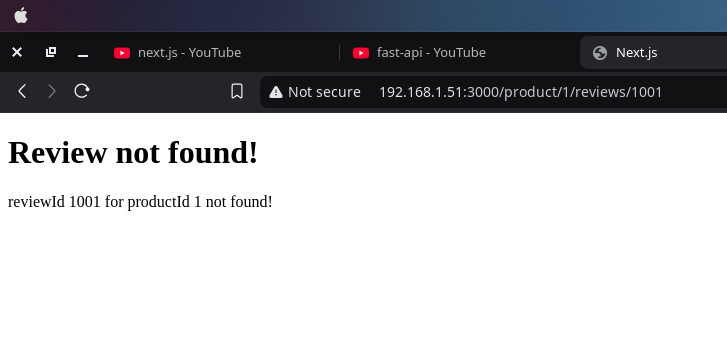 next.js - YouTube
fast-api - YouTube
Next.js
Not secure 192.168.1.51:3000/product/1/reviews/1001
Review not found!
reviewId 1001 for productId 1 not found!